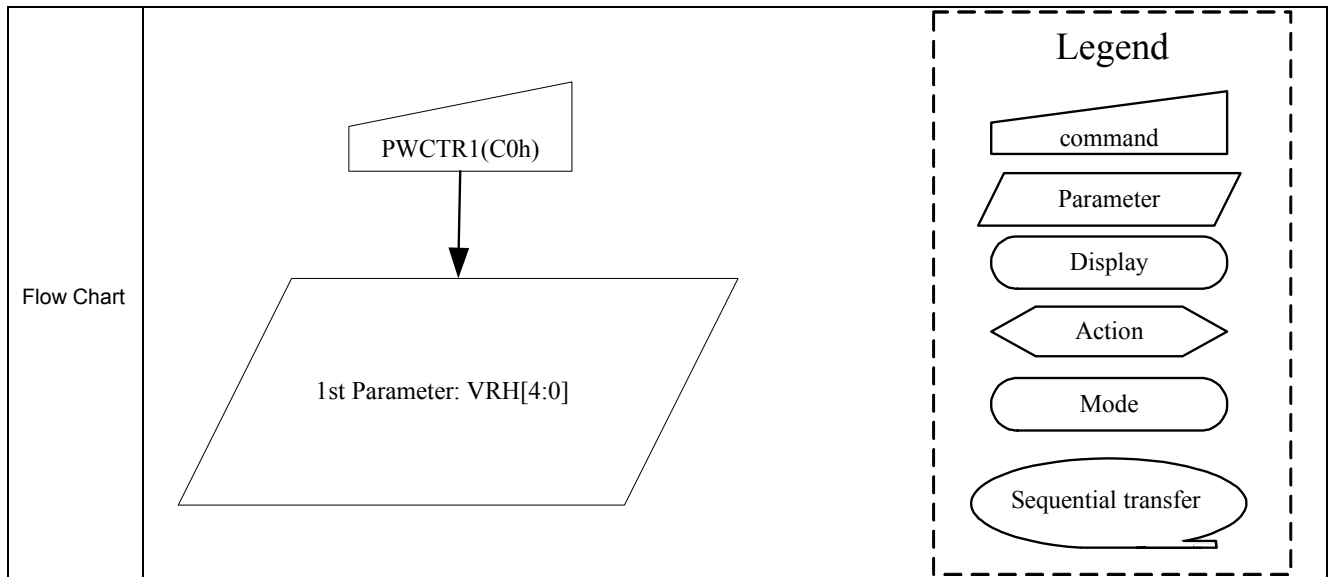 Flow Chart
PWCTR1(C0h)
1st Parameter: VRH[4:0]
Legend
command
Parameter
Display
Action
Mode
Sequential transfer